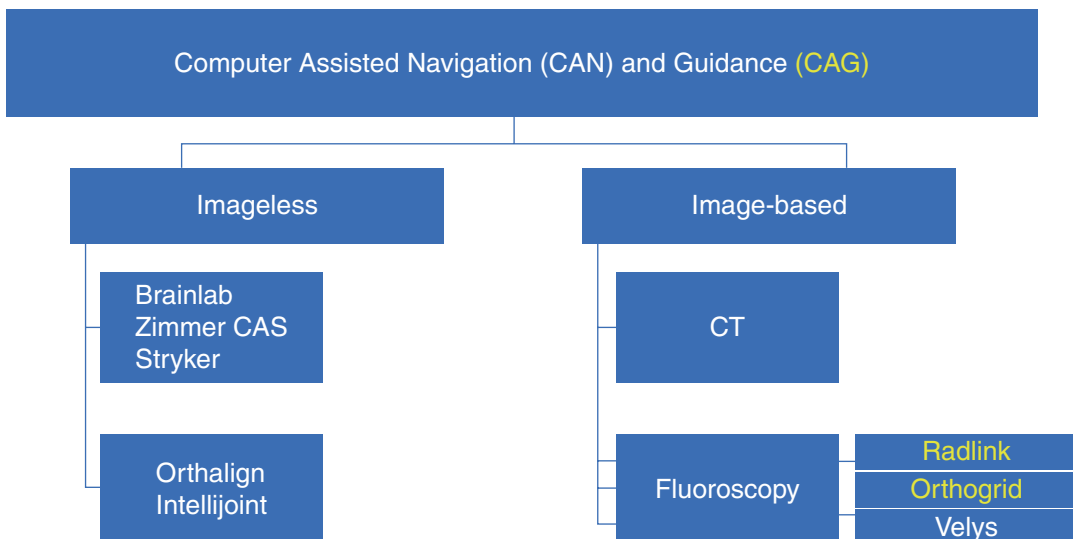 Computer Assisted Navigation (CAN) and Guidance (CAG)
Imageless
Image-based
Brainlab
Zimmer CAS
Stryker
CT
Orthalign
Intellijoint
Fluoroscopy
Radlink
Orthogrid
Velys